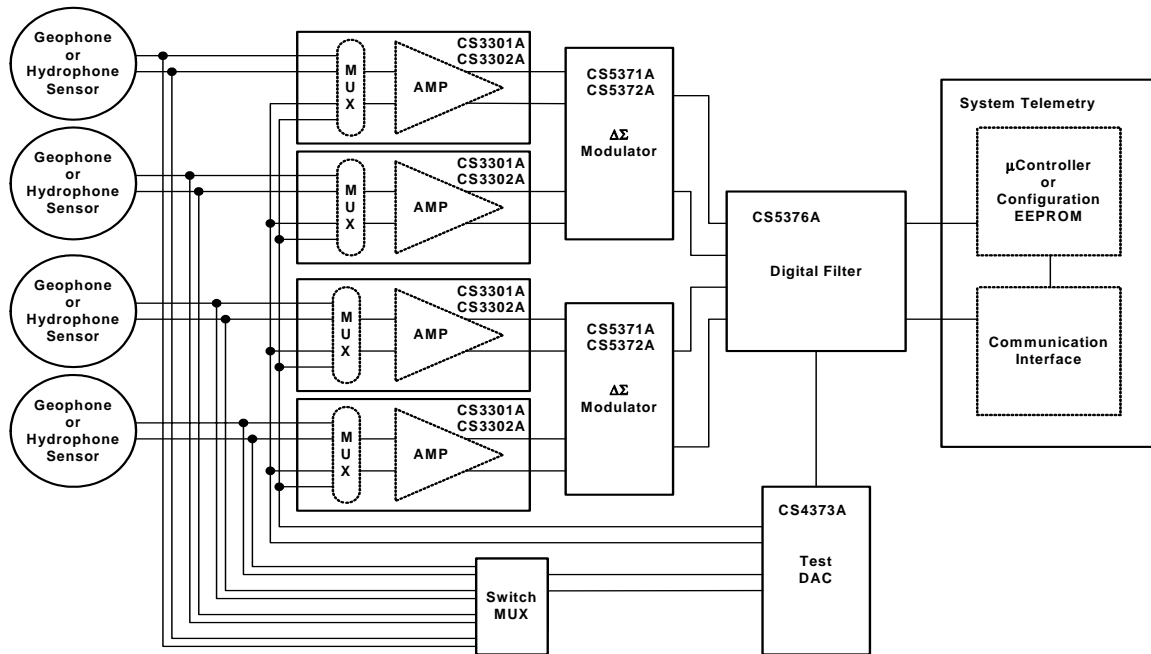 Geophone
or
Hydrophone
Sensor
M
U
X
AMP
CS3301A
CS3302A
CS5371A
CS5372A
ΔΣ
Modulator
System Telemetry
μController
or
Configuration
EEPROM
Geophone
or
Hydrophone
Sensor
M
U
X
AMP
CS3301A
CS3302A
CS5376A
Digital Filter
Geophone
or
Hydrophone
Sensor
M
U
X
AMP
CS3301A
CS3302A
CS5371A
CS5372A
ΔΣ
Modulator
Communication
Interface
Geophone
or
Hydrophone
Sensor
M
U
X
AMP
CS3301A
CS3302A
CS4373A
Test
DAC
Switch
MUX